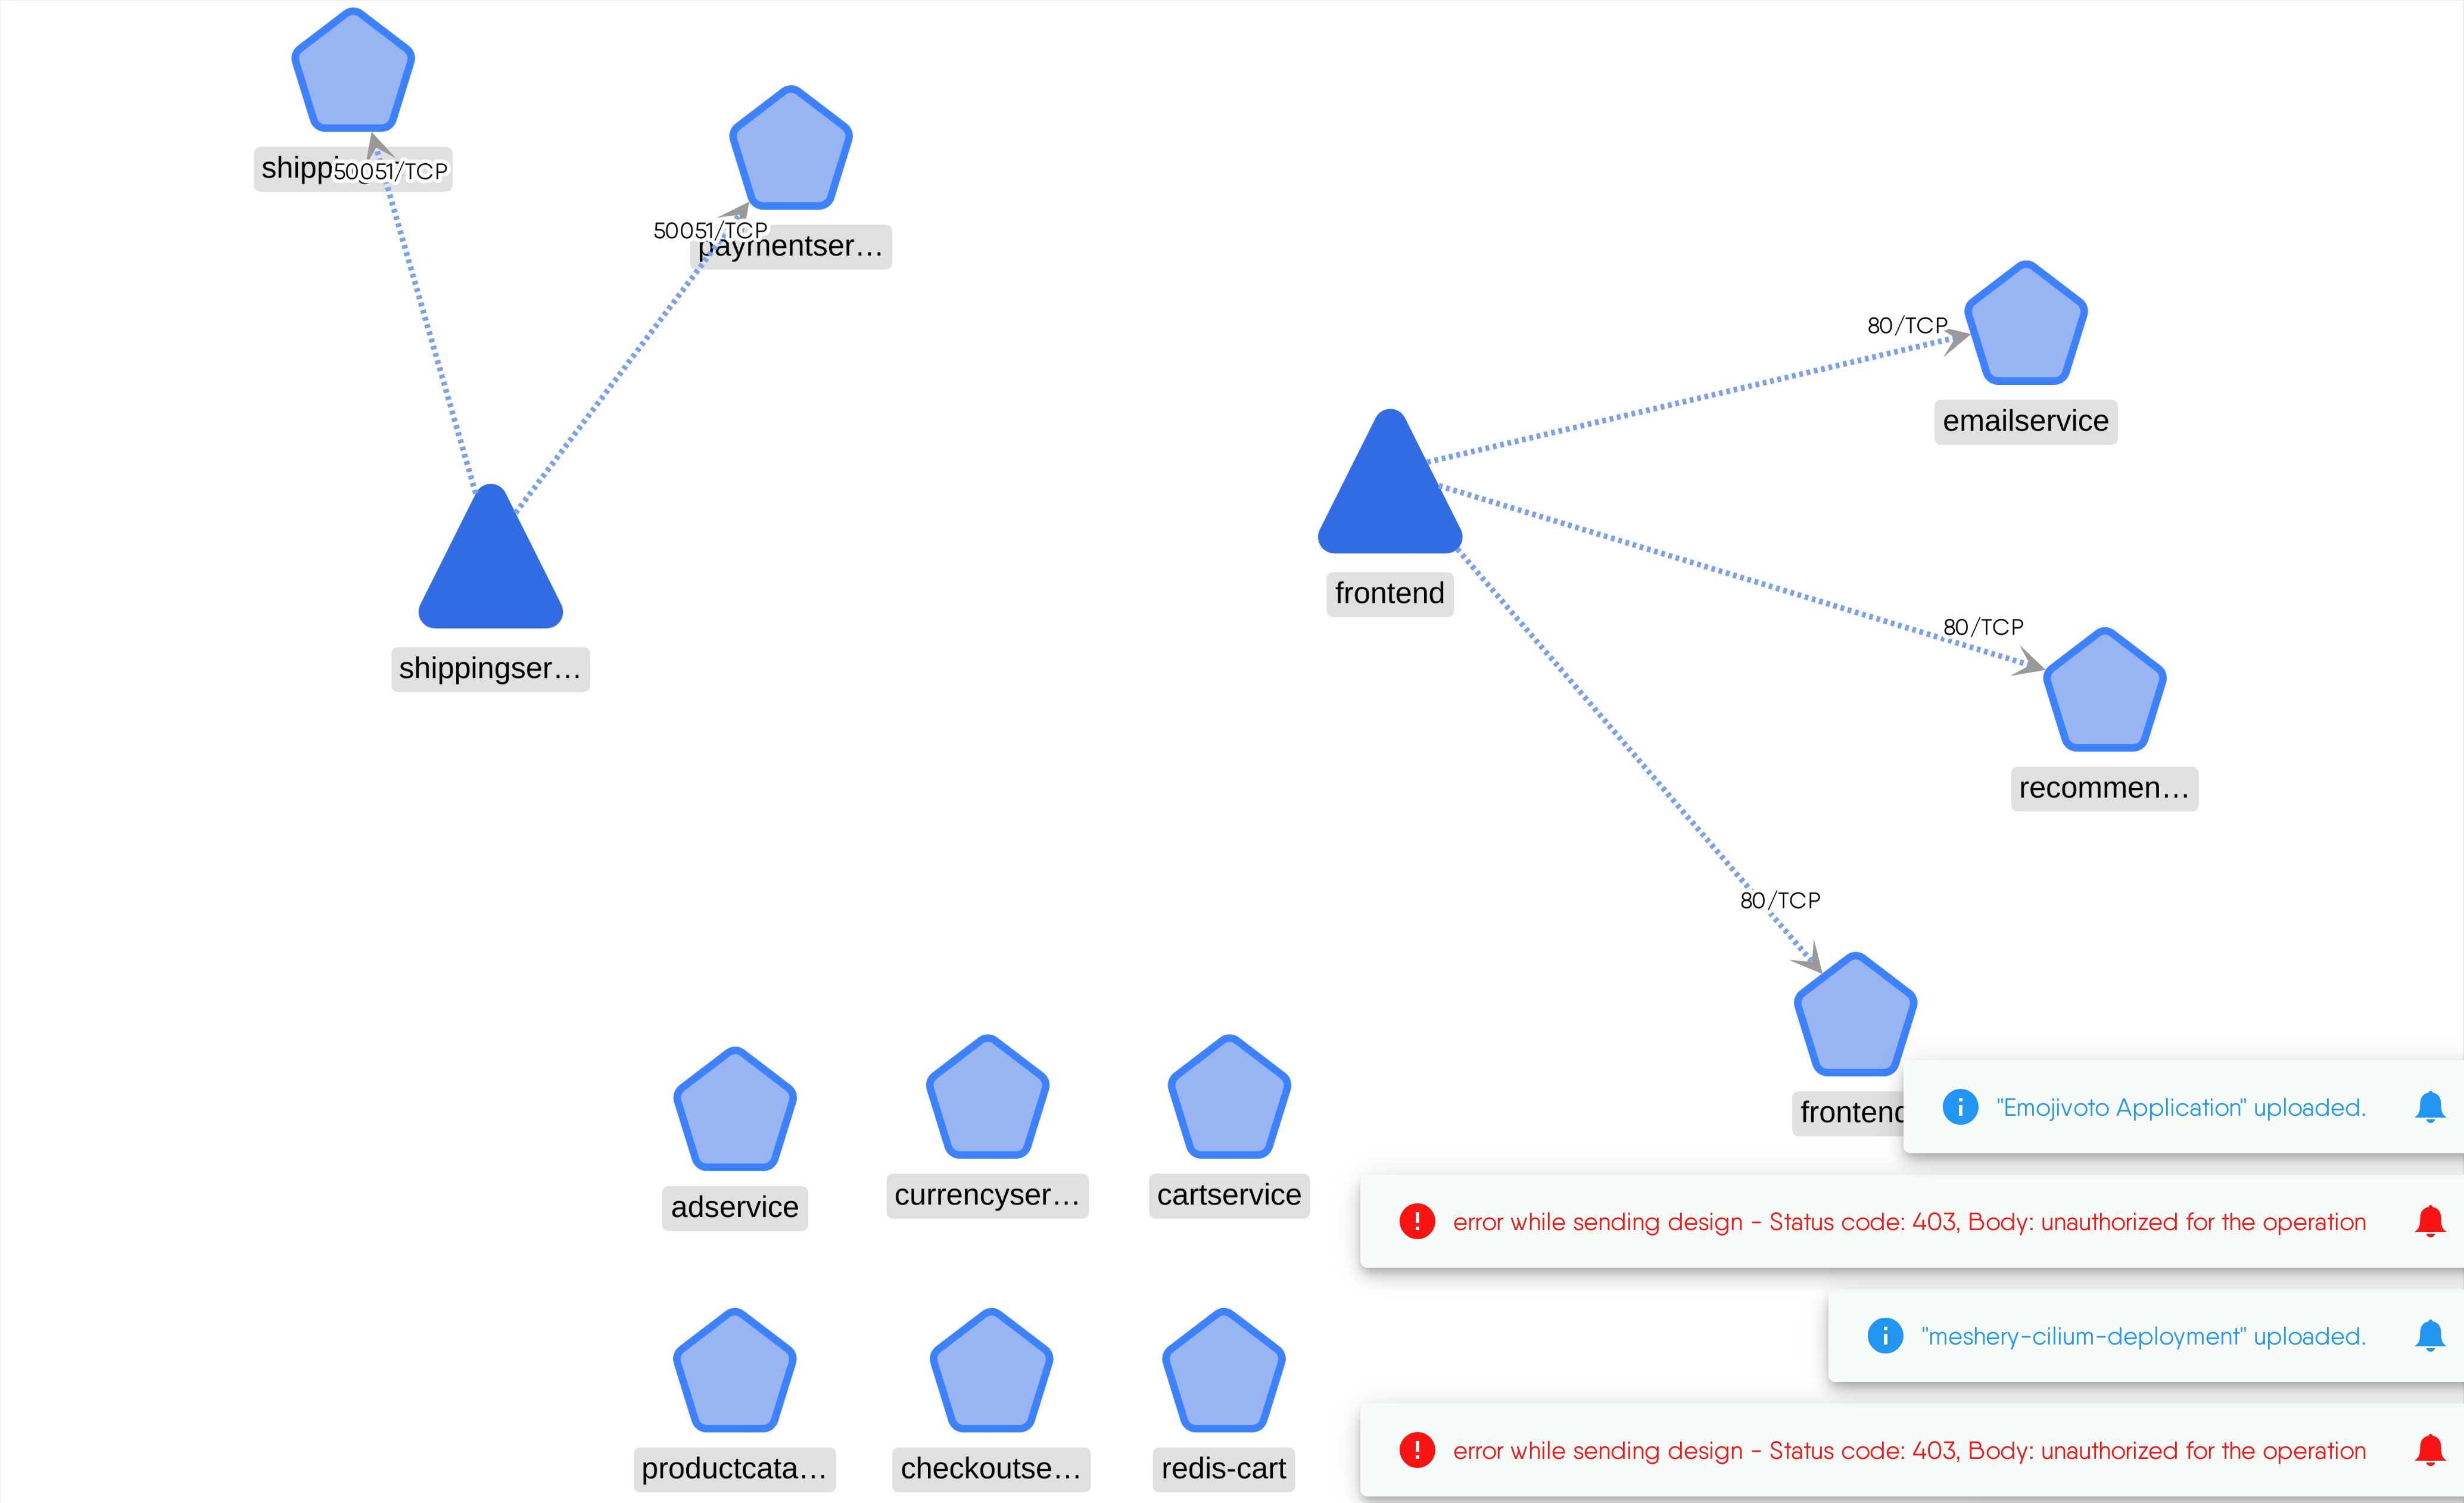 50051/TCP
50051/TCP
paymentser...
80/TCP
emailservice
frontend
80/TCP
shippingser...
recommen...
80/TCP
frontend
"Emojivoto Application" uploaded.
adservice
currencyser...
cartservice
error while sending design - Status code: 403, Body: unauthorized for the operation
"meshery-cilium-deployment" uploaded.
productcata...
checkoutse...
redis-cart
error while sending design - Status code: 403, Body: unauthorized for the operation